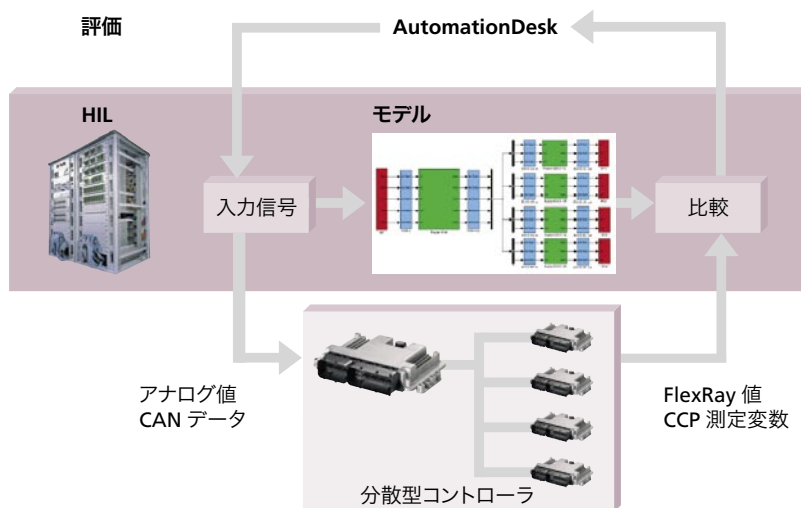 評価
AutomationDesk
HIL
モデル
入力信号
比較
アナログ値
CAN データ
FlexRay 値
CCP 測定変数
分散型コントローラ